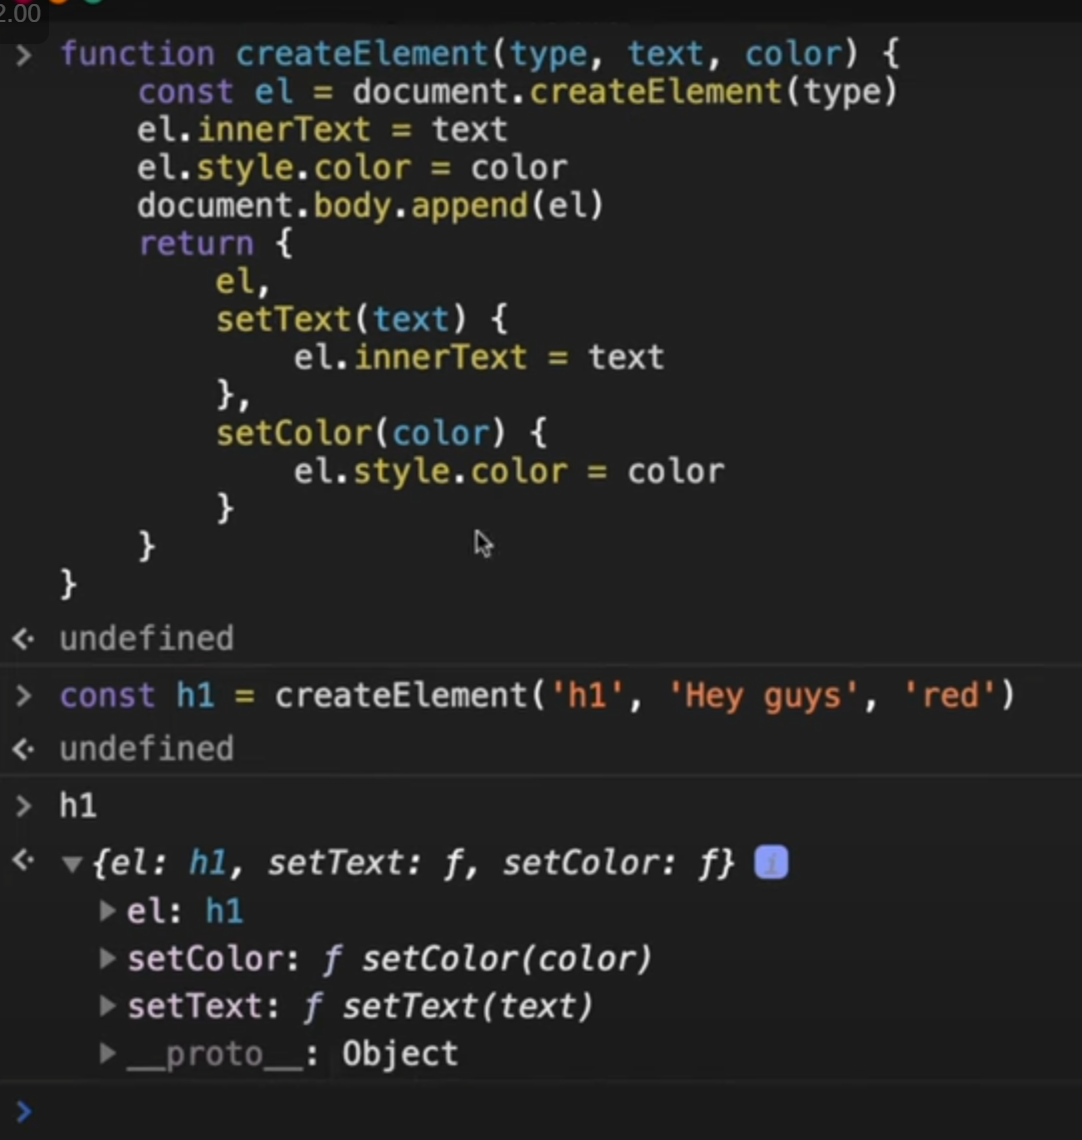 2.00
> function createElement(type, text, color) {
    const el = document.createElement(type)
    el.innerText = text
    el.style.color = color
    document.body.append(el)
    return {
        el,
        setText(text) {
            el.innerText = text
        },
        setColor(color) {
            el.style.color = color
        }
    }
}
undefined
> const h1 = createElement('h1', 'Hey guys', 'red')
undefined
> h1
{el: h1, setText: ƒ, setColor: ƒ} i
el: h1
setColor: ƒ setColor(color)
setText: ƒ setText(text)
__proto__: Object
>